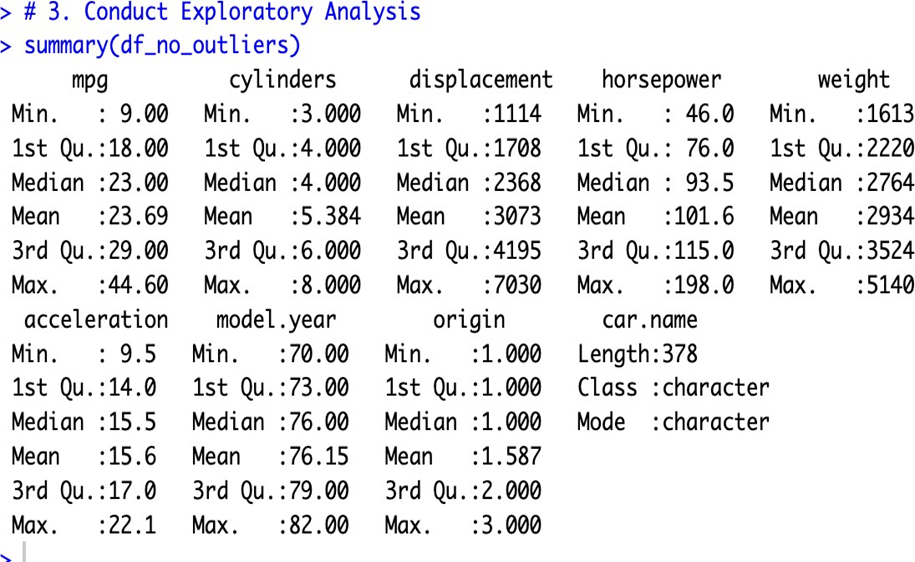 > # 3. Conduct Exploratory Analysis
> summary(df_no_outliers)
      mpg          cylinders      displacement    horsepower        weight
Min.   : 9.00   Min.   :3.000   Min.   :1114   Min.   : 46.0   Min.   :1613
1st Qu.:18.00   1st Qu.:4.000   1st Qu.:1708   1st Qu.: 76.0   1st Qu.:2220
Median :23.00   Median :4.000   Median :2368   Median : 93.5   Median :2764
Mean   :23.69   Mean   :5.384   Mean   :3073   Mean   :101.6   Mean   :2934
3rd Qu.:29.00   3rd Qu.:6.000   3rd Qu.:4195   3rd Qu.:115.0   3rd Qu.:3524
Max.   :44.60   Max.   :8.000   Max.   :7030   Max.   :198.0   Max.   :5140
 acceleration    model.year        origin        car.name
Min.   : 9.5   Min.   :70.00   Min.   :1.000   Length:378
1st Qu.:14.0   1st Qu.:73.00   1st Qu.:1.000   Class :character
Median :15.5   Median :76.00   Median :1.000   Mode  :character
Mean   :15.6   Mean   :76.15   Mean   :1.587
3rd Qu.:17.0   3rd Qu.:79.00   3rd Qu.:2.000
Max.   :22.1   Max.   :82.00   Max.   :3.000
>